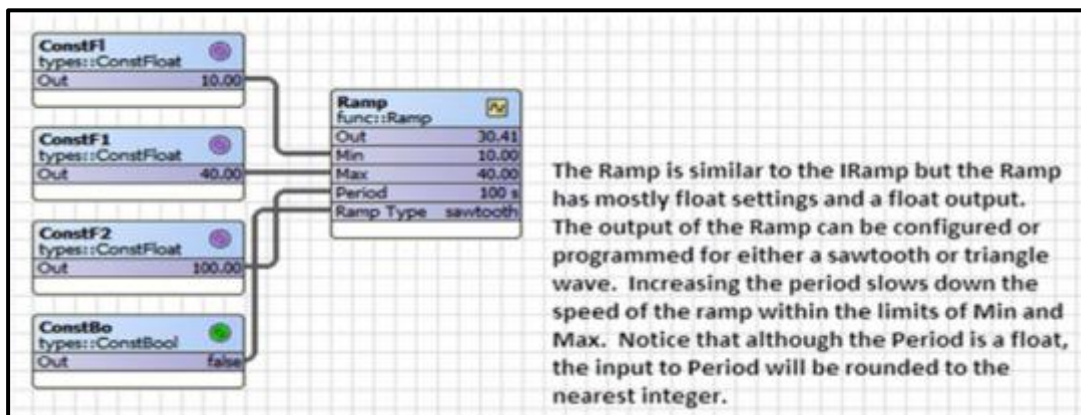 ConstFl
types::ConstFloat
Out 10.00
ConstF1
types::ConstFloat
Out 40.00
ConstF2
types::ConstFloat
Out 100.00
ConstBo
types::ConstBool
Out false
Ramp
func::Ramp
Out 30.41
Min 10.00
Max 40.00
Period 100 s
Ramp Type sawtooth
The Ramp is similar to the IRamp but the Ramp
has mostly float settings and a float output.
The output of the Ramp can be configured or
programmed for either a sawtooth or triangle
wave. Increasing the period slows down the
speed of the ramp within the limits of Min and
Max. Notice that although the Period is a float,
the input to Period will be rounded to the
nearest integer.